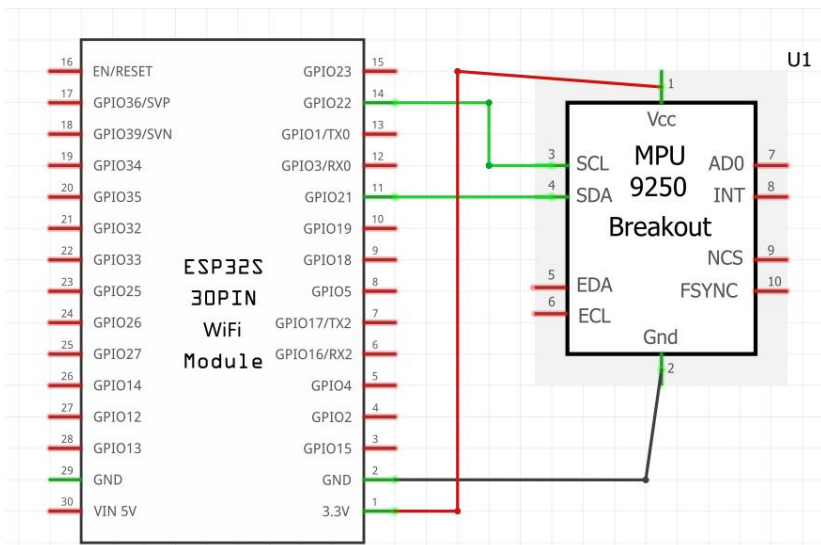 16 EN/RESET
17 GPIO36/SVP
18 GPIO39/SVN
19 GPIO34
20 GPIO35
21 GPIO32
22 GPIO33
23 GPIO25
24 GPIO26
25 GPIO27
26 GPIO14
27 GPIO12
28 GPIO13
29 GND
30 VIN 5V
ESP32S
30PIN
WiFi
Module
GPIO23 15
GPIO22 14
GPIO1/TX0 13
GPIO3/RX0 12
GPIO21 11
GPIO19 10
GPIO18 9
GPIO5 8
GPIO17/TX2 7
GPIO16/RX2 6
GPIO4 5
GPIO2 4
GPIO15 3
GND 2
3.3V 1
U1
1
Vcc
MPU
9250
Breakout
3 SCL
4 SDA
5 EDA
6 ECL
AD0 7
INT 8
NCS 9
FSYNC 10
Gnd
2